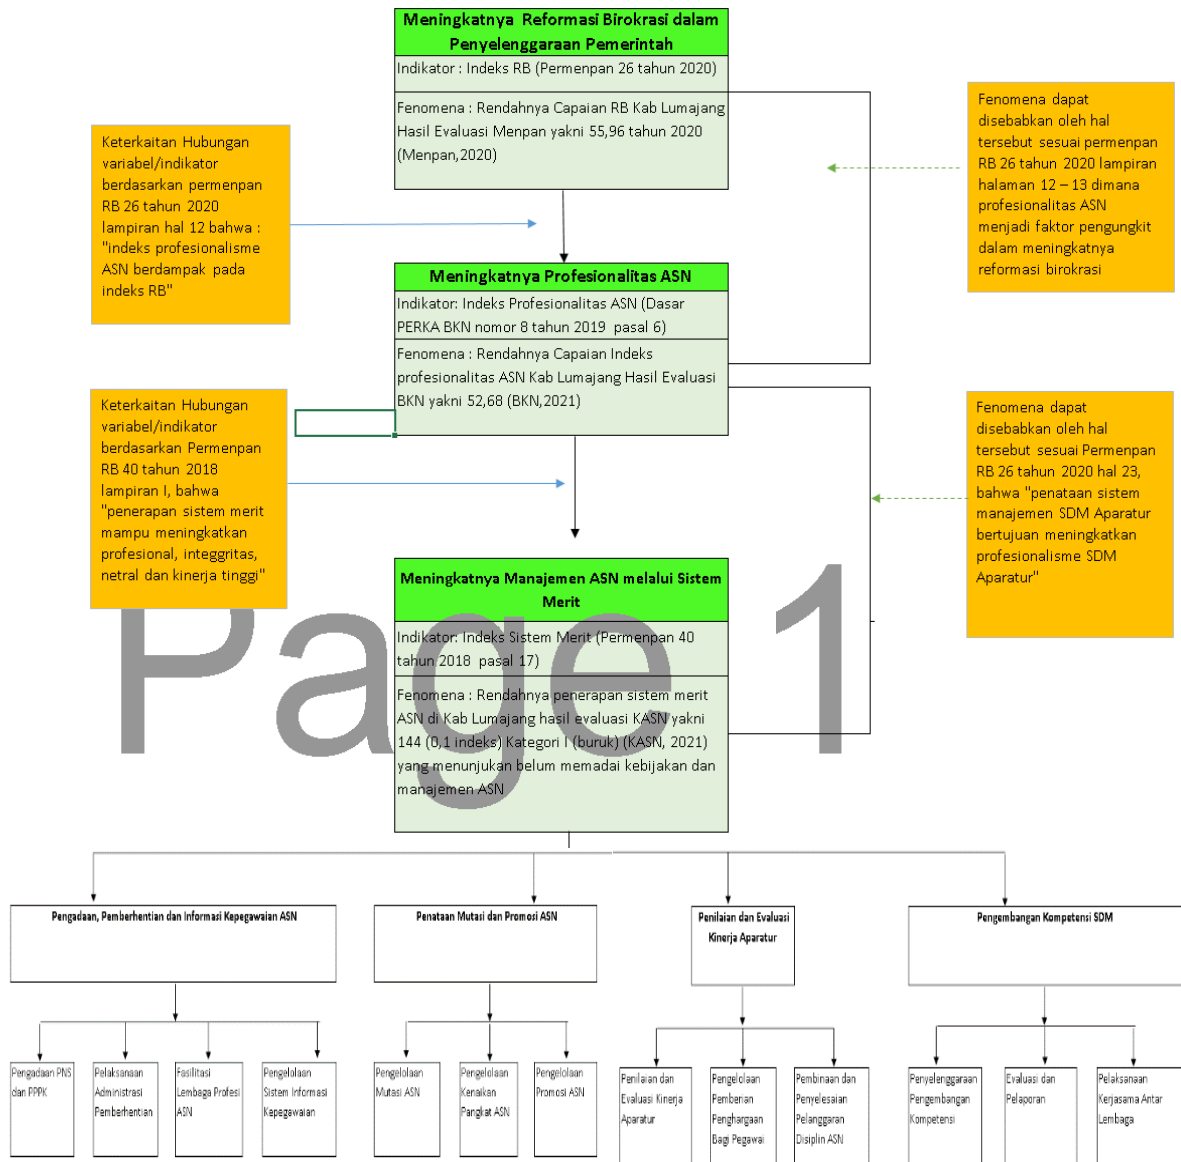 Meningkatnya Reformasi Birokrasi dalam
Penyelenggaraan Pemerintah
Indikator : Indeks RB (Permenpan 26 tahun 2020)
Fenomena : Rendahnya Capaian RB Kab Lumajang
Hasil Evaluasi Menpan yakni 55,96 tahun 2020
(Menpan,2020)
Keterkaitan Hubungan
variabel/indikator
berdasarkan permenpan
RB 26 tahun 2020
lampiran hal 12 bahwa :
"indeks profesionalisme
ASN berdampak pada
indeks RB"
Fenomena dapat
disebabkan oleh hal
tersebut sesuai permenpan
RB 26 tahun 2020 lampiran
halaman 12 – 13 dimana
profesionalitas ASN
menjadi faktor pengungkit
dalam meningkatnya
reformasi birokrasi
Meningkatnya Profesionalitas ASN
Indikator: Indeks Profesionalitas ASN (Dasar
PERKA BKN nomor 8 tahun 2019 pasal 6)
Fenomena : Rendahnya Capaian Indeks
profesionalitas ASN Kab Lumajang Hasil Evaluasi
BKN yakni 52,68 (BKN,2021)
Keterkaitan Hubungan
variabel/indikator
berdasarkan Permenpan
RB 40 tahun 2018
lampiran I, bahwa
"penerapan sistem merit
mampu meningkatkan
profesional, integgritas,
netral dan kinerja tinggi"
Fenomena dapat
disebabkan oleh hal
tersebut sesuai Permenpan
RB 26 tahun 2020 hal 23,
bahwa "penataan sistem
manajemen SDM Aparatur
bertujuan meningkatkan
profesionalisme SDM
Aparatur"
Meningkatnya Manajemen ASN melalui Sistem
Merit
Indikator: Indeks Sistem Merit (Permenpan 40
tahun 2018 pasal 17)
Fenomena : Rendahnya penerapan sistem merit
ASN di Kab Lumajang hasil evaluasi KASN yakni
144 (0,1 indeks) Kategori I (buruk) (KASN, 2021)
yang menunjukan belum memadai kebijakan dan
manajemen ASN
Page 1
Pengadaan, Pemberhentian dan Informasi Kepegawaian ASN
Penataan Mutasi dan Promosi ASN
Penilaian dan Evaluasi
Kinerja Aparatur
Pengembangan Kompetensi SDM
Pengadaan PNS
dan PPPK
Pelaksanaan
Administrasi
Pemberhentian
Fasilitasi
Lembaga Profesi
ASN
Pengelolaan
Sistem Informasi
Kepegawaian
Pengelolaan
Mutasi ASN
Pengelolaan
Kenaikan
Pangkat ASN
Pengelolaan
Promosi ASN
Penilaian dan
Evaluasi Kinerja
Aparatur
Pengelolaan
Pemberian
Penghargaan
Bagi Pegawai
Pembinaan dan
Penyelesaian
Pelanggaran
Disiplin ASN
Penyelenggaraan
Pengembangan
Kompetensi
Evaluasi dan
Pelaporan
Pelaksanaan
Kerjasama Antar
Lembaga